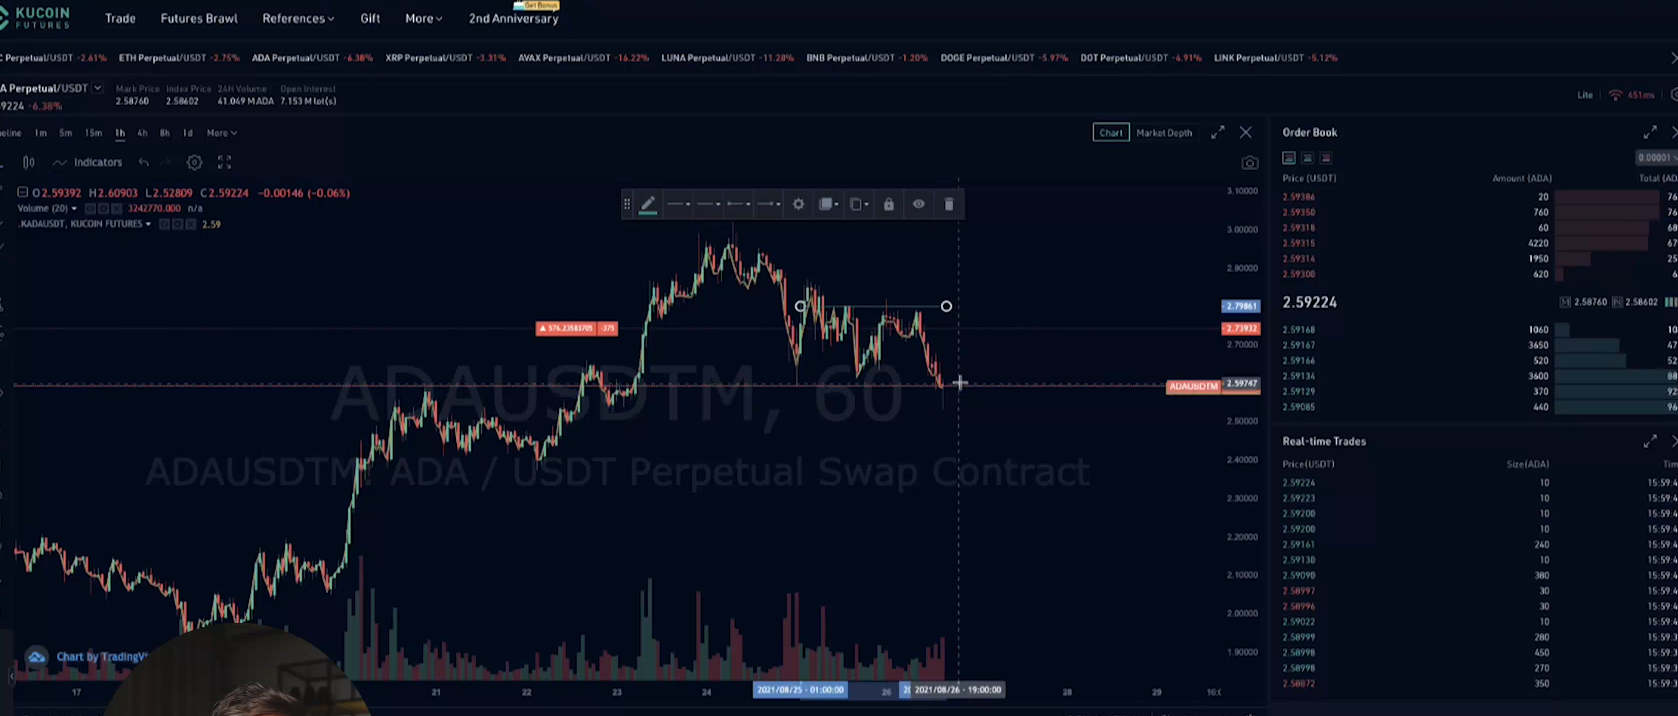 KUCOIN
FUTURES
Trade Futures Brawl References Gift More 2nd Anniversary
Get Bonus
C Perpetual/USDT -2.61% ETH Perpetual/USDT -2.75% ADA Perpetual/USDT -6.38% XRP Perpetual/USDT -3.31% AVAX Perpetual/USDT -16.22% LUNA Perpetual/USDT -11.28% BNB Perpetual/USDT -1.20% DOGE Perpetual/USDT -5.97% DOT Perpetual/USDT -4.91% LINK Perpetual/USDT -5.12%
A Perpetual/USDT Mark Price Index Price 24H Volume Open Interest
9224 -6.38% 2.58760 2.58602 41.049 M ADA 7.153 M lot(s)
Lite 451ms
eline 1m 5m 15m 1h 4h 8h 1d More
Chart Market Depth
Indicators
O2.59392 H2.60903 L2.52809 C2.59224 -0.00146 (-0.06%)
Volume (20) 3242770.000 n/a
.KADAUSDT, KUCOIN FUTURES 2.59
576.23583705 -375
ADAUSDTM, 60
ADAUSDTM: ADA / USDT Perpetual Swap Contract
3.10000
3.00000
2.90000
2.79861
2.73932
2.70000
ADAUSDTM 2.59747
2.50000
2.40000
2.30000
2.20000
2.10000
2.00000
1.90000
Chart by TradingVi
17 21 22 23 24 2021/08/25 - 01:00:00 26 2021/08/26 - 19:00:00 28 29 16:0
Order Book
0.00001
Price (USDT) Amount (ADA) Total (AD
2.59386 20 76
2.59350 760 76
2.59318 60 68
2.59315 4220 67
2.59314 1950 25
2.59300 620 6
2.59224 M 2.58760 IN 2.58602
2.59168 1060 10
2.59167 3650 47
2.59166 520 52
2.59134 3600 88
2.59129 370 92
2.59085 440 96
Real-time Trades
Price(USDT) Size(ADA) Tim
2.59224 10 15:59:4
2.59223 10 15:59:4
2.59200 10 15:59:4
2.59200 10 15:59:4
2.59161 240 15:59:4
2.59130 10 15:59:4
2.59090 380 15:59:4
2.58997 30 15:59:4
2.58996 30 15:59:4
2.59022 10 15:59:4
2.58999 280 15:59:3
2.58998 450 15:59:3
2.58998 270 15:59:3
2.58872 350 15:59:3